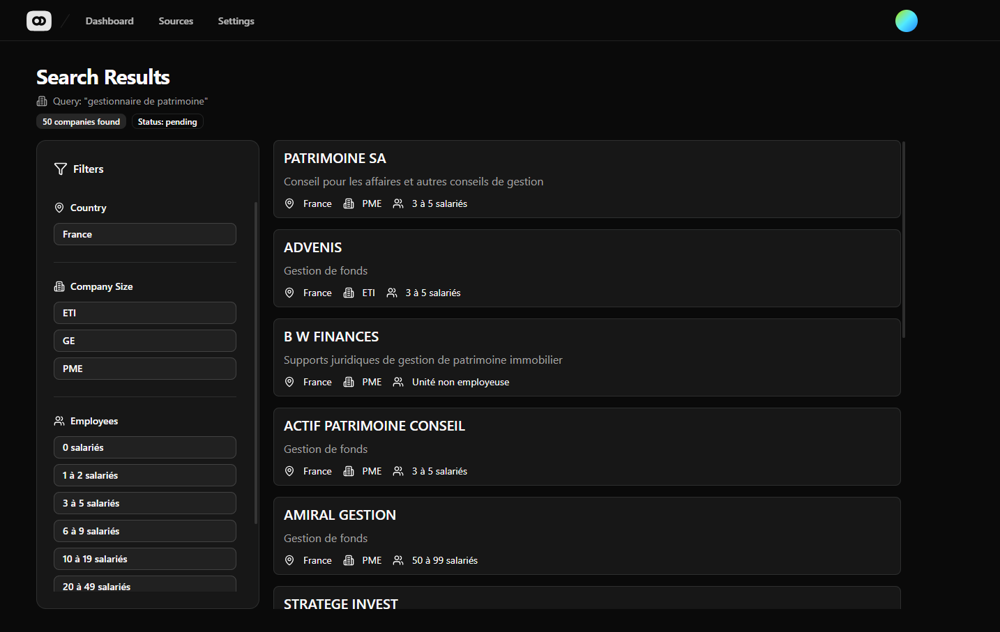 Dashboard
Sources
Settings
Search Results
Query: "gestionnaire de patrimoine"
50 companies found
Status: pending
Filters
Country
France
Company Size
ETI
GE
PME
Employees
0 salariés
1 à 2 salariés
3 à 5 salariés
6 à 9 salariés
10 à 19 salariés
20 à 49 salariés
PATRIMOINE SA
Conseil pour les affaires et autres conseils de gestion
France PME 3 à 5 salariés
ADVENIS
Gestion de fonds
France ETI 3 à 5 salariés
B W FINANCES
Supports juridiques de gestion de patrimoine immobilier
France PME Unité non employeuse
ACTIF PATRIMOINE CONSEIL
Gestion de fonds
France PME 3 à 5 salariés
AMIRAL GESTION
Gestion de fonds
France PME 50 à 99 salariés
STRATEGE INVEST